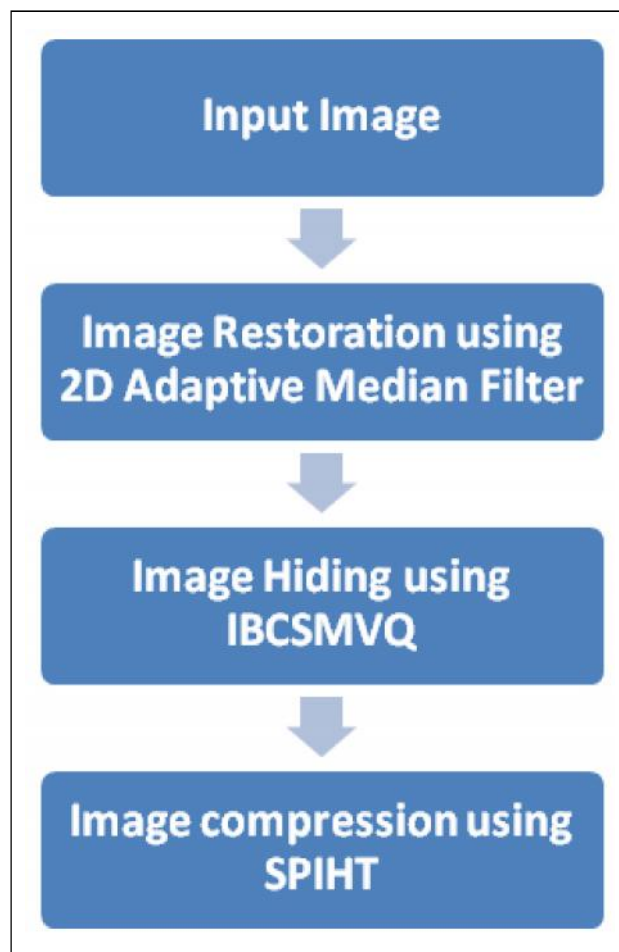 Input Image
Image Restoration using
2D Adaptive Median Filter
Image Hiding using
IBCSMVQ
Image compression using
SPIHT